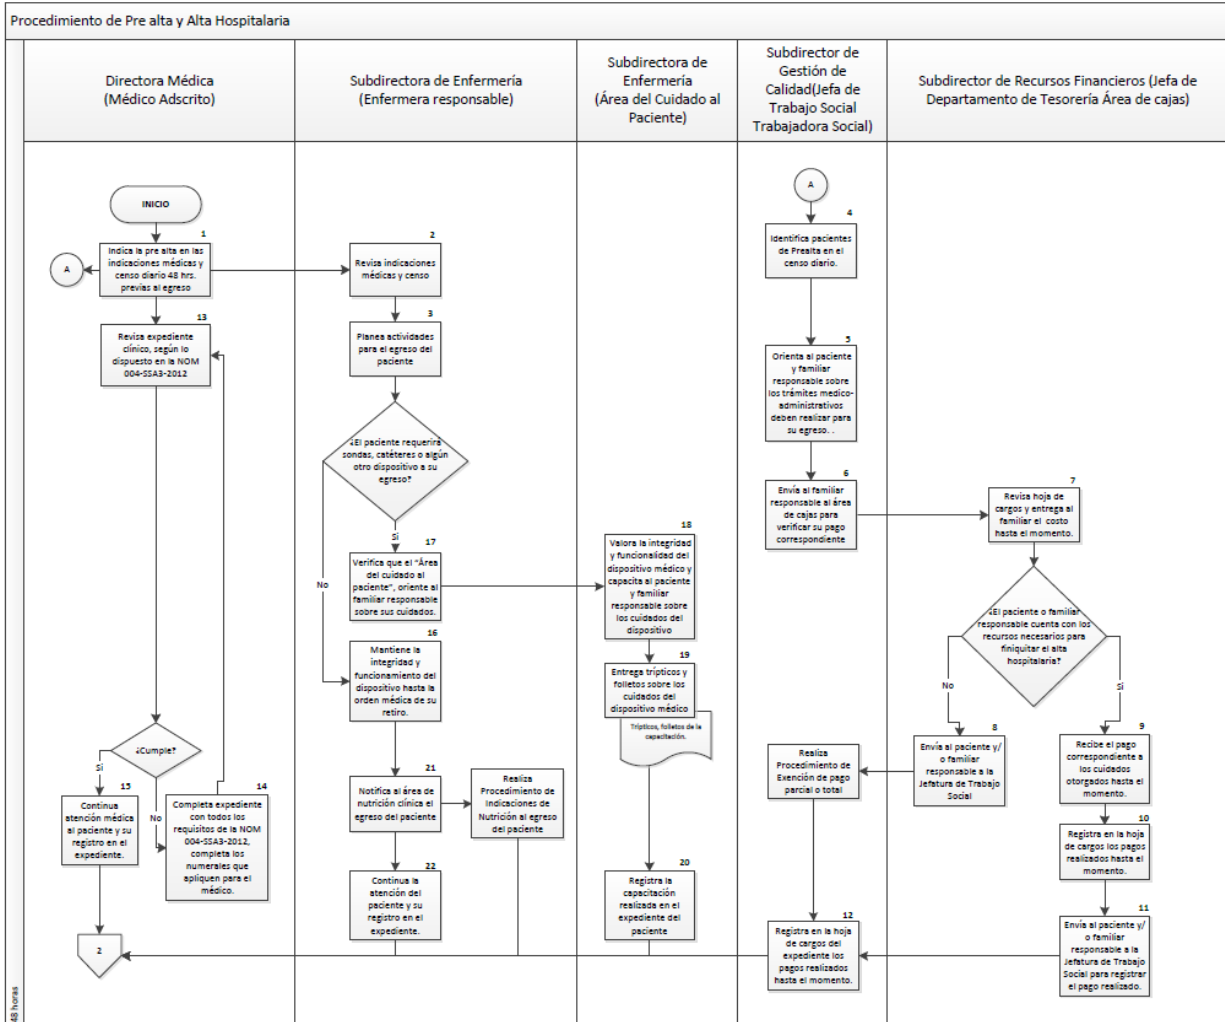 Procedimiento de Pre alta y Alta Hospitalaria
Directora Médica
(Médico Adscrito)
Subdirectora de Enfermería
(Enfermera responsable)
Subdirectora de
Enfermería
(Área del Cuidado al
Paciente)
Subdirector de
Gestión de
Calidad(Jefa de
Trabajo Social
Trabajadora Social)
Subdirector de Recursos Financieros (Jefa de
Departamento de Tesorería Área de cajas)
INICIO
1
Indica la pre alta en las
indicaciones médicas y
censo diario 48 hrs.
previas al egreso
A
13
Revisa expediente
clínico, según lo
dispuesto en la NOM
004-SSA3-2012
¿Cumple?
Si
No
15
Continua
atención médica
al paciente y su
registro en el
expediente.
14
Completa expediente
con todos los
requisitos de la NOM
004-SSA3-2012,
completa los
numerales que
apliquen para el
médico.
2
2
Revisa indicaciones
médicas y censo
3
Planea actividades
para el egreso del
paciente
¿El paciente requerirá
sondas, catéteres o algún
otro dispositivo a su
egreso?
Si
No
17
Verifica que el “Área
del cuidado al
paciente”, oriente al
familiar responsable
sobre sus cuidados.
16
Mantiene la
integridad y
funcionamiento del
dispositivo hasta la
orden médica de su
retiro.
21
Notifica al área de
nutrición clínica el
egreso del paciente
Realiza
Procedimiento de
Indicaciones de
Nutrición al egreso
del paciente
22
Continua la
atención del
paciente y su
registro en el
expediente.
18
Valora la integridad
y funcionalidad del
dispositivo médico y
capacita al paciente
y familiar
responsable sobre
los cuidados del
dispositivo
19
Entrega trípticos y
folletos sobre los
cuidados del
dispositivo médico
Trípticos, folletos de la
capacitación.
20
Registra la
capacitación
realizada en el
expediente del
paciente
A
4
Identifica pacientes
de Prealta en el
censo diario.
5
Orienta al paciente
y familiar
responsable sobre
los trámites medico-
administrativos
deben realizar para
su egreso. .
6
Envía al familiar
responsable al área
de cajas para
verificar su pago
correspondiente
Realiza
Procedimiento de
Exención de pago
parcial o total
12
Registra en la hoja
de cargos del
expediente los
pagos realizados
hasta el momento.
7
Revisa hoja de
cargos y entrega al
familiar el costo
hasta el momento.
¿El paciente o familiar
responsable cuenta con los
recursos necesarios para
finiquitar el alta
hospitalaria?
No
Si
8
Envía al paciente y/
o familiar
responsable a la
Jefatura de Trabajo
Social
9
Recibe el pago
correspondiente a
los cuidados
otorgados hasta el
momento.
10
Registra en la hoja
de cargos los pagos
realizados hasta el
momento.
11
Envía al paciente y/
o familiar
responsable a la
Jefatura de Trabajo
Social para registrar
el pago realizado.
48 horas